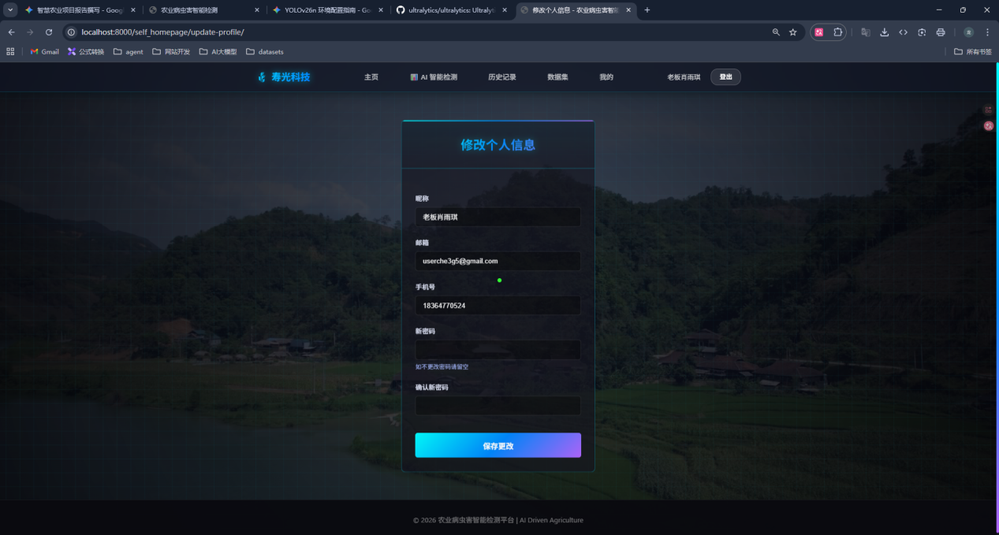 智慧农业项目报告撰写 - Goog
农业病虫害智能检测
YOLOv26n 环境配置指南 - Go
ultralytics/ultralytics: Ultralyt
修改个人信息 - 农业病虫害智能
localhost:8000/self_homepage/update-profile/
Gmail
公式转换
agent
网站开发
AI大模型
datasets
所有书签
寿光科技
主页
AI 智能检测
历史记录
数据集
我的
老板肖雨琪
登出
修改个人信息
昵称
老板肖雨琪
邮箱
userche3g5@gmail.com
手机号
18364770524
新密码
如不更改密码请留空
确认新密码
保存更改
© 2026 农业病虫害智能检测平台 | AI Driven Agriculture